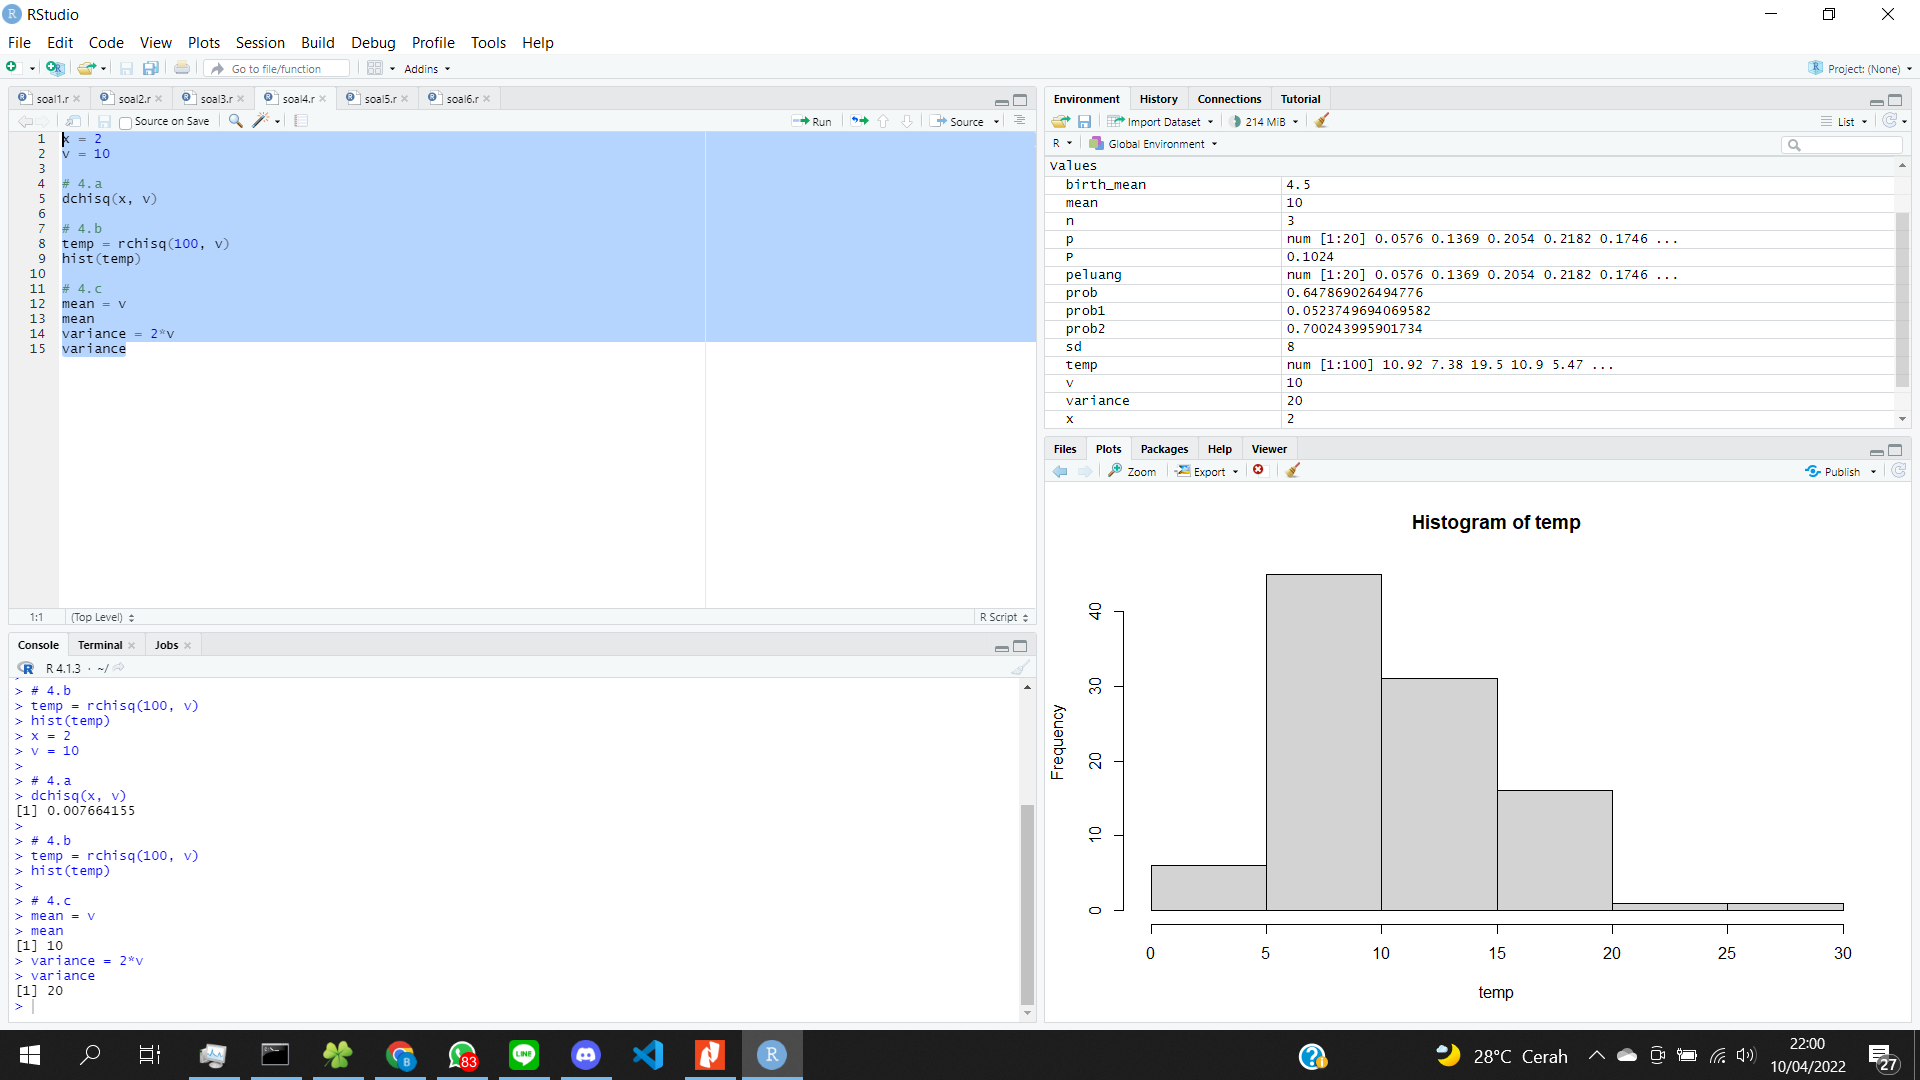 RStudio
File Edit Code View Plots Session Build Debug Profile Tools Help
Go to file/function Addins Project: (None)
soal1.r soal2.r soal3.r soal4.r soal5.r soal6.r
Source on Save Run Source
1 x = 2
2 v = 10
3
4 # 4.a
5 dchisq(x, v)
6
7 # 4.b
8 temp = rchisq(100, v)
9 hist(temp)
10
11 # 4.c
12 mean = v
13 mean
14 variance = 2*v
15 variance
1:1 (Top Level) R Script
Console Terminal Jobs
R 4.1.3 · ~/
> # 4.b
> temp = rchisq(100, v)
> hist(temp)
> x = 2
> v = 10
>
> # 4.a
> dchisq(x, v)
[1] 0.007664155
>
> # 4.b
> temp = rchisq(100, v)
> hist(temp)
>
> # 4.c
> mean = v
> mean
[1] 10
> variance = 2*v
> variance
[1] 20
>
Environment History Connections Tutorial
Import Dataset 214 MiB List
R Global Environment
Values
birth_mean 4.5
mean 10
n 3
p num [1:20] 0.0576 0.1369 0.2054 0.2182 0.1746 ...
P 0.1024
peluang num [1:20] 0.0576 0.1369 0.2054 0.2182 0.1746 ...
prob 0.647869026494776
prob1 0.0523749694069582
prob2 0.700243995901734
sd 8
temp num [1:100] 10.92 7.38 19.5 10.9 5.47 ...
v 10
variance 20
x 2
Files Plots Packages Help Viewer
Zoom Export Publish
Histogram of temp
Frequency
40
30
20
10
0
0 5 10 15 20 25 30
temp
83
28°C Cerah
22:00
10/04/2022
27